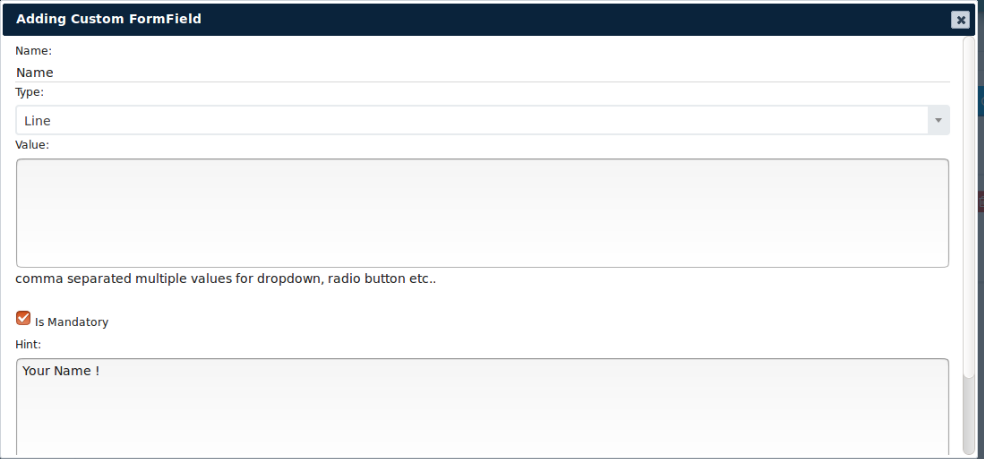 Adding Custom FormField
Name:
Name
Type:
Line
Value:
comma separated multiple values for dropdown, radio button etc..
Is Mandatory
Hint:
Your Name !